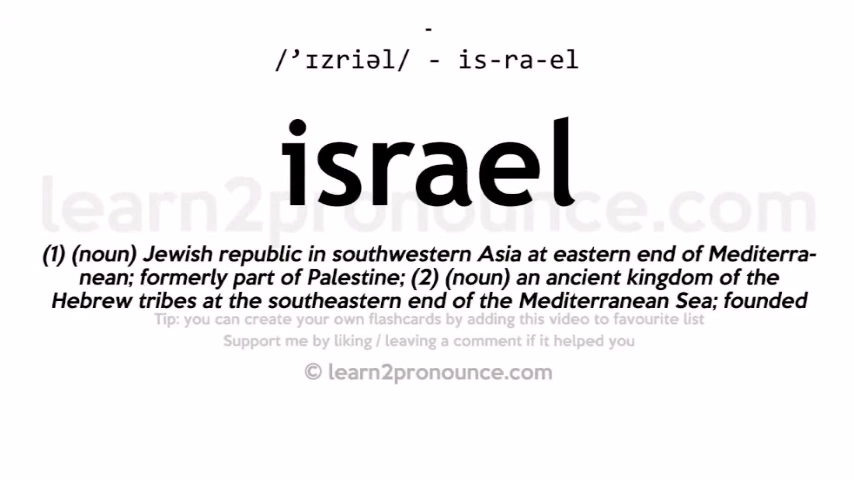 -
/’ɪzriəl/ - is-ra-el
israel
learn2pronounce.com
(1) (noun) Jewish republic in southwestern Asia at eastern end of Mediterra-
nean; formerly part of Palestine; (2) (noun) an ancient kingdom of the
Hebrew tribes at the southeastern end of the Mediterranean Sea; founded
Tip: you can create your own flashcards by adding this video to favourite list
Support me by liking / leaving a comment if it helped you
© learn2pronounce.com